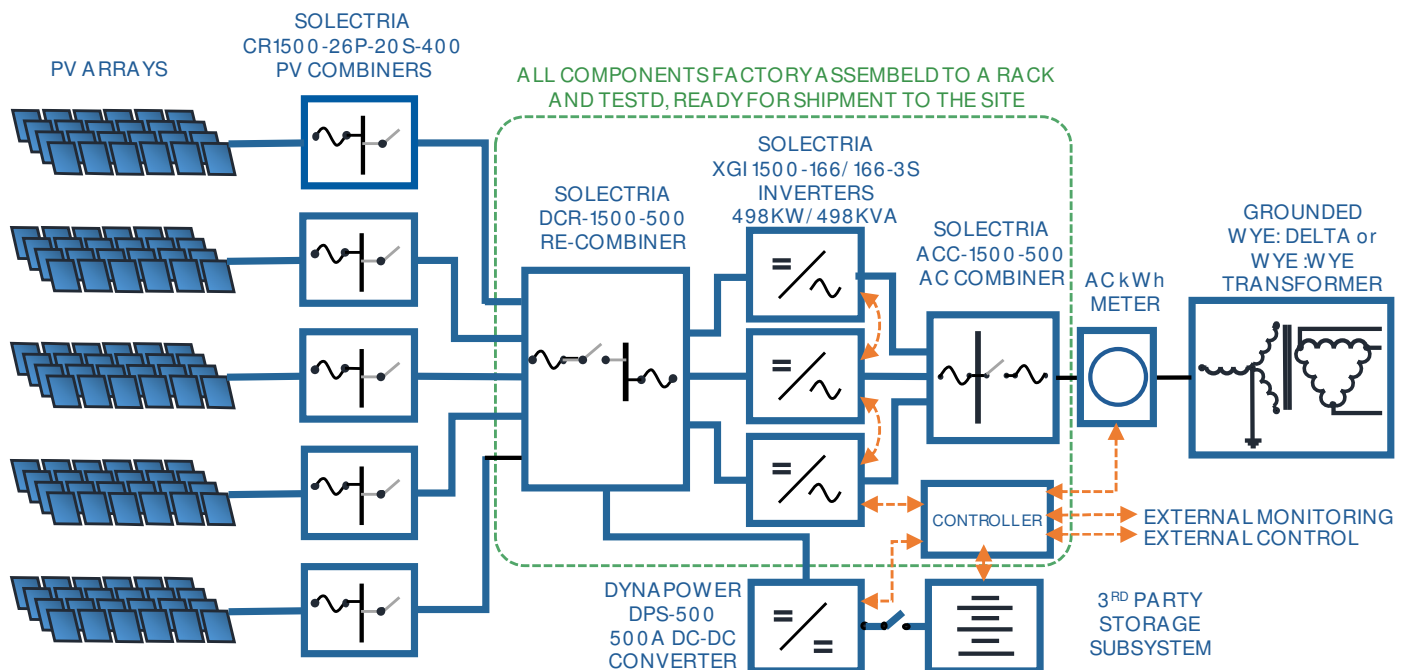 PV ARRAYS
SOLECTRIA
CR1500-26P-20S-400
PV COMBINERS
ALL COMPONENTS FACTORY ASSEMBELD TO A RACK
AND TESTD, READY FOR SHIPMENT TO THE SITE
SOLECTRIA
DCR-1500-500
RE-COMBINER
SOLECTRIA
XGI 1500-166/166-3S
INVERTERS
498KW/498KVA
SOLECTRIA
ACC-1500-500
AC COMBINER
AC kWh
METER
GROUNDED
WYE: DELTA or
WYE:WYE
TRANSFORMER
CONTROLLER
EXTERNAL MONITORING
EXTERNAL CONTROL
DYNAPOWER
DPS-500
500A DC-DC
CONVERTER
3RD PARTY
STORAGE
SUBSYSTEM